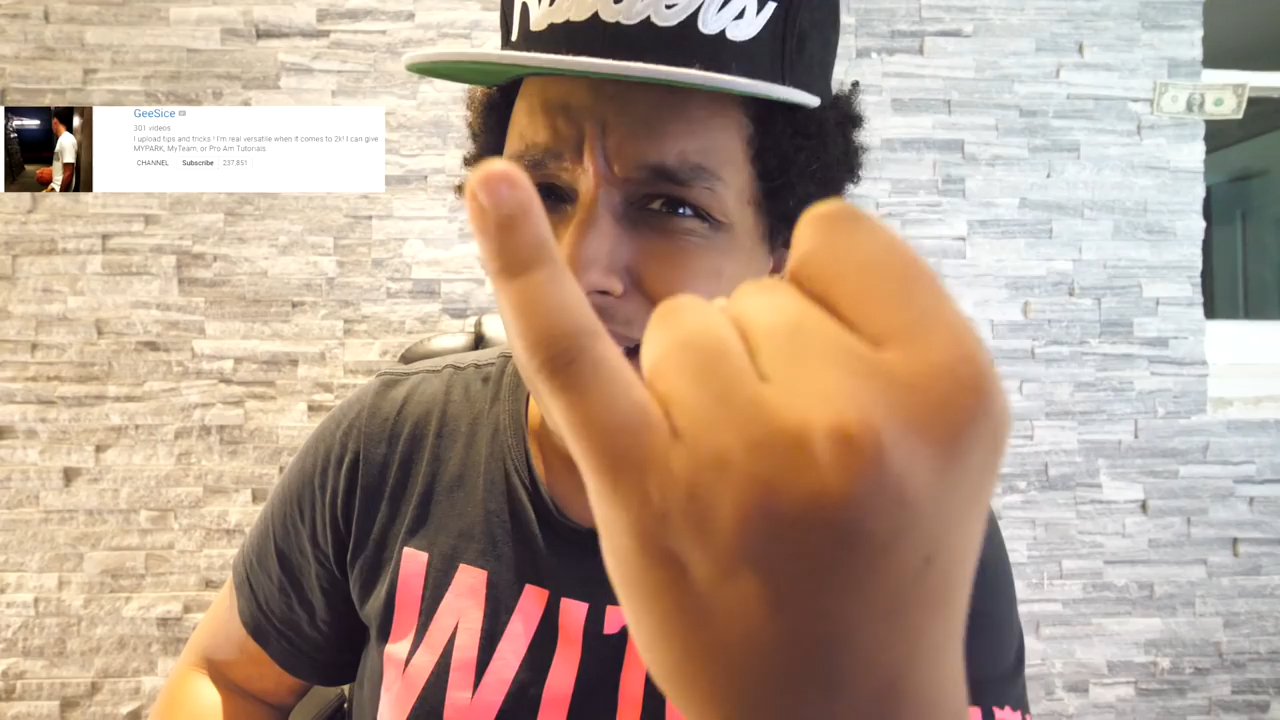 Raiders
GeeSice
301 videos
I upload tips and tricks ! I'm real versatile when it comes to 2k! I can give
MYPARK, MyTeam, or Pro Am Tutorials
CHANNEL Subscribe 237,851